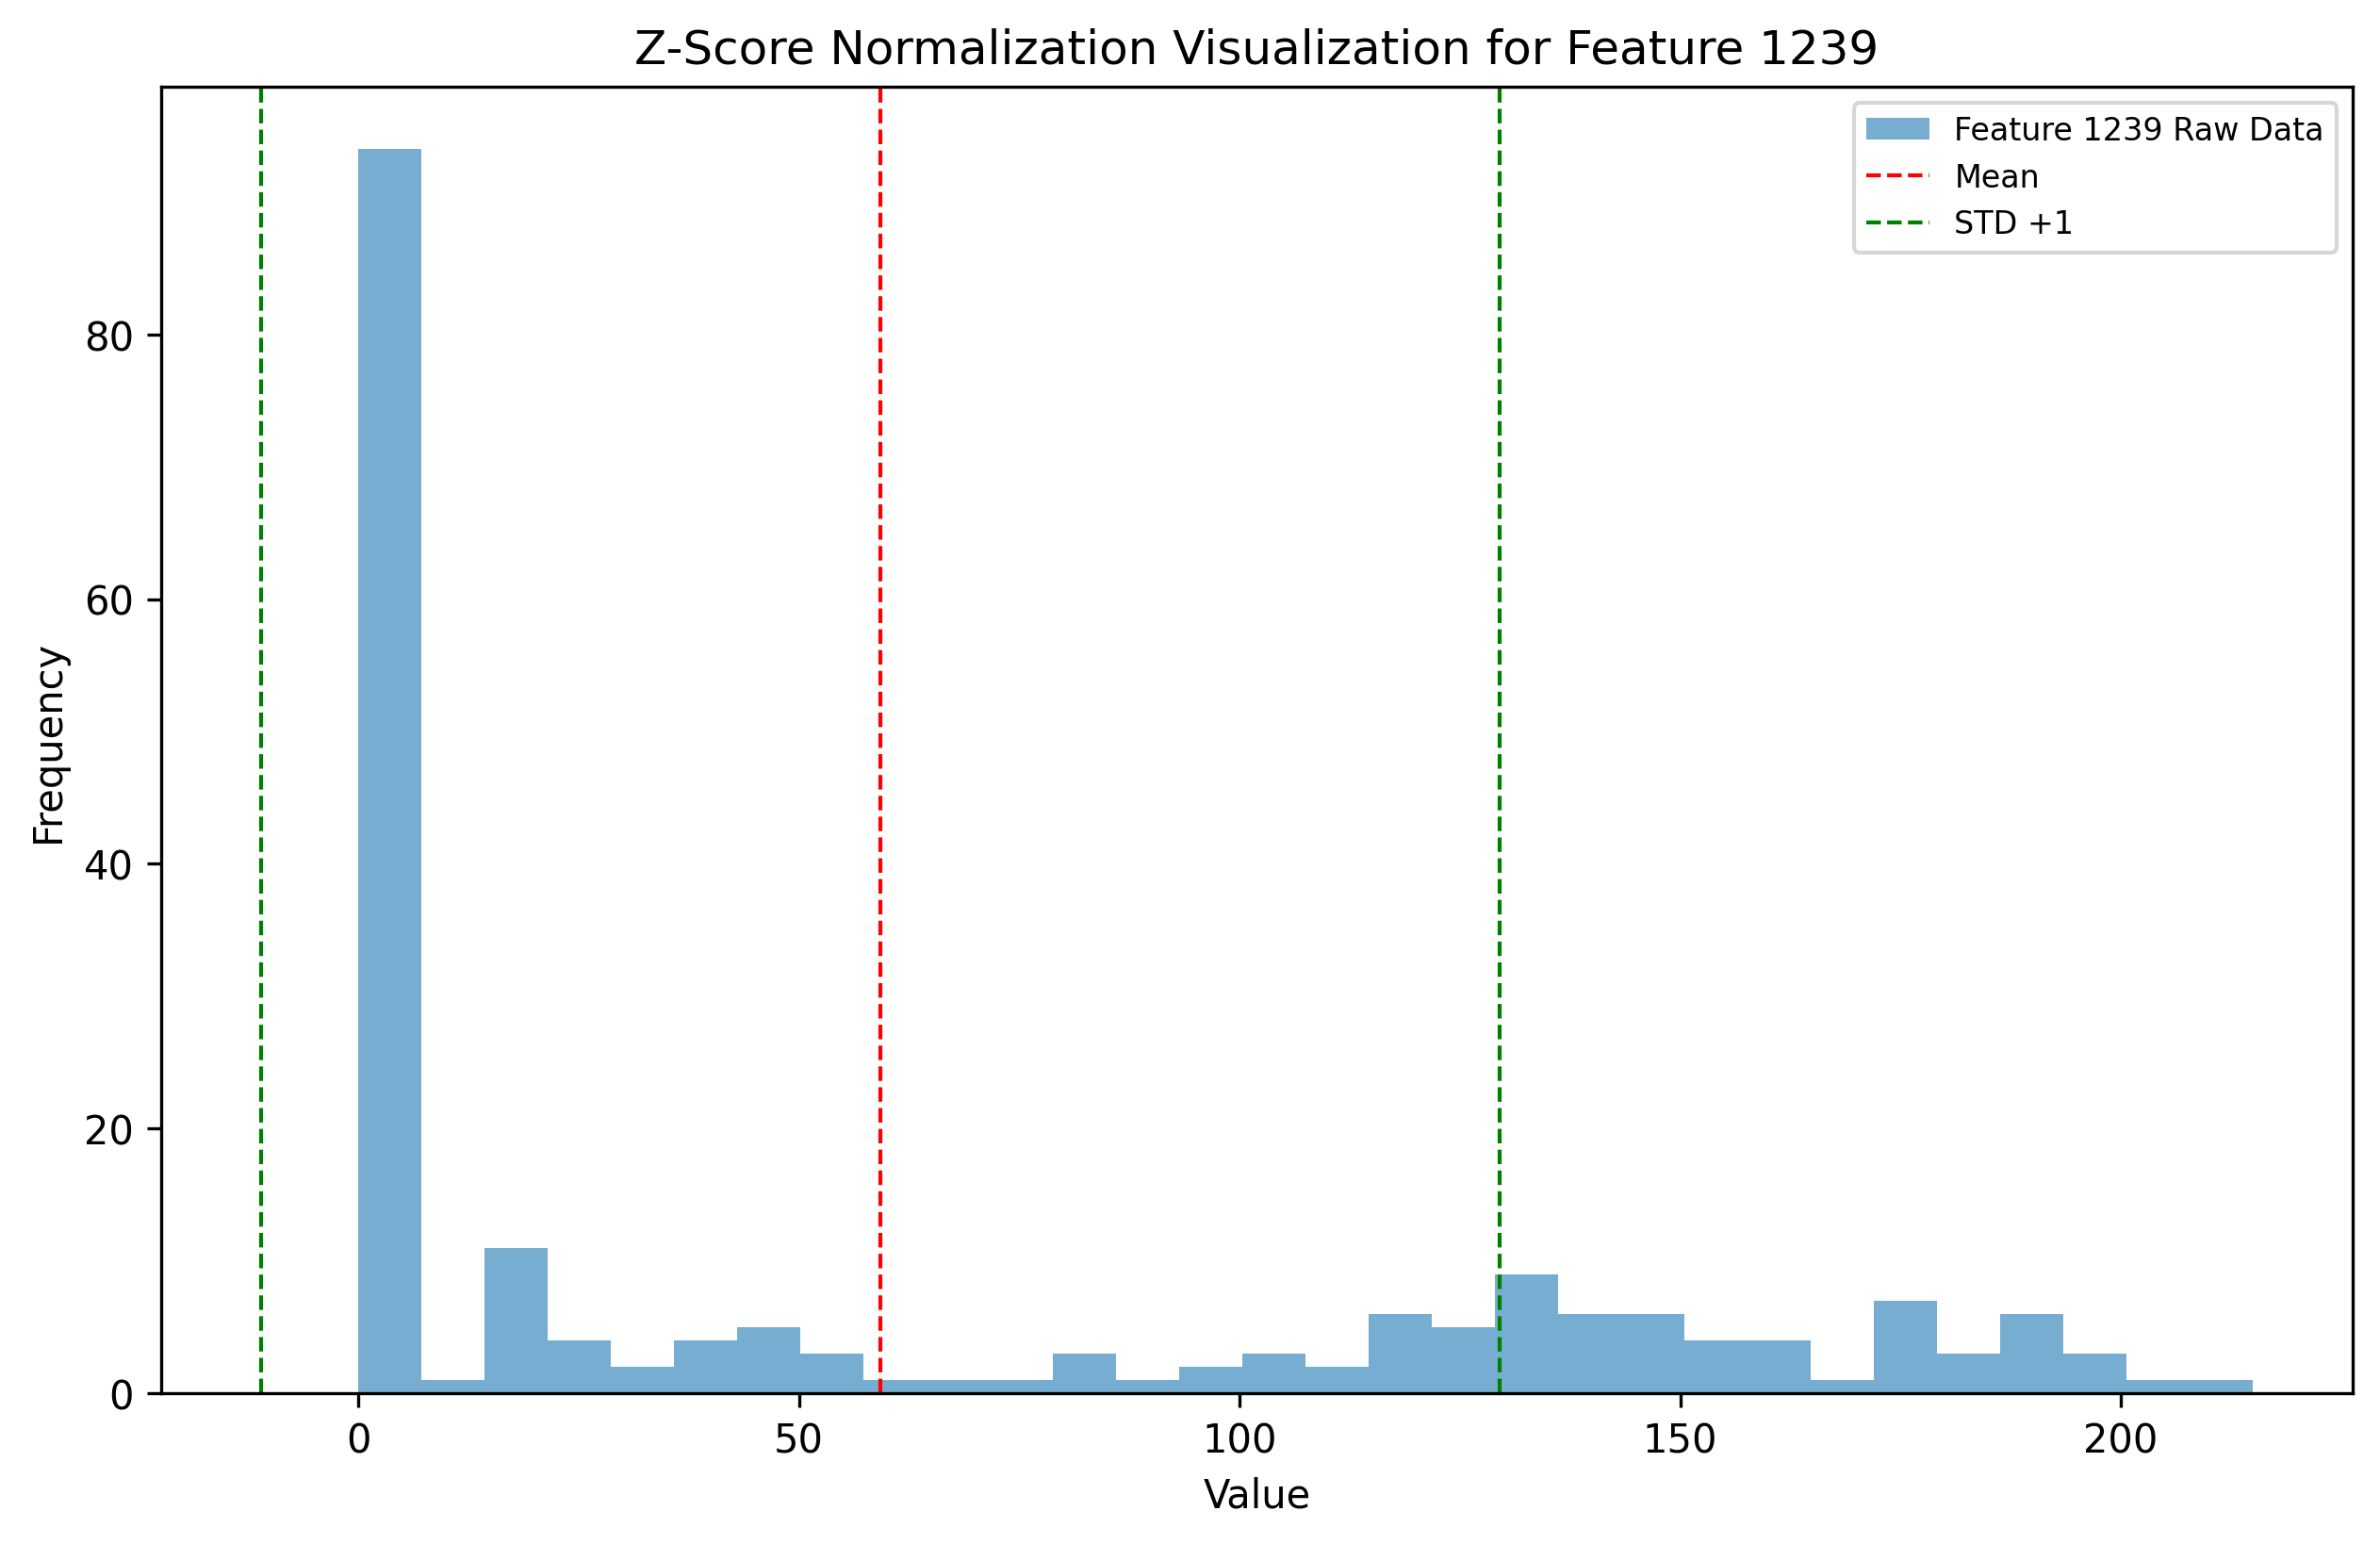 Z-Score Normalization Visualization for Feature 1239
Feature 1239 Raw Data
Mean
STD +1
80
60
40
20
0
Frequency
0 50 100 150 200
Value